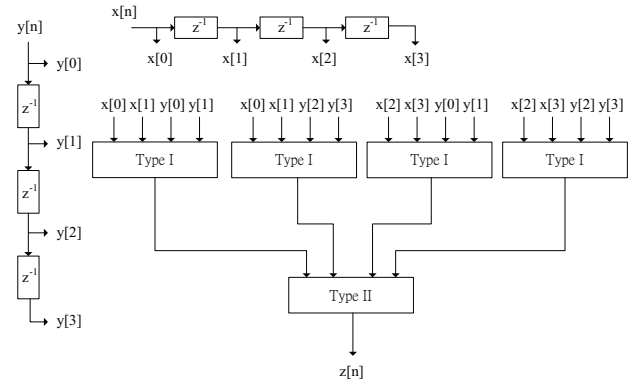 x[n]
z⁻¹ z⁻¹ z⁻¹
x[0] x[1] x[2] x[3]
y[n]
y[0]
z⁻¹
y[1]
z⁻¹
y[2]
z⁻¹
y[3]
x[0] x[1] y[0] y[1]
Type I
x[0] x[1] y[2] y[3]
Type I
x[2] x[3] y[0] y[1]
Type I
x[2] x[3] y[2] y[3]
Type I
Type II
z[n]